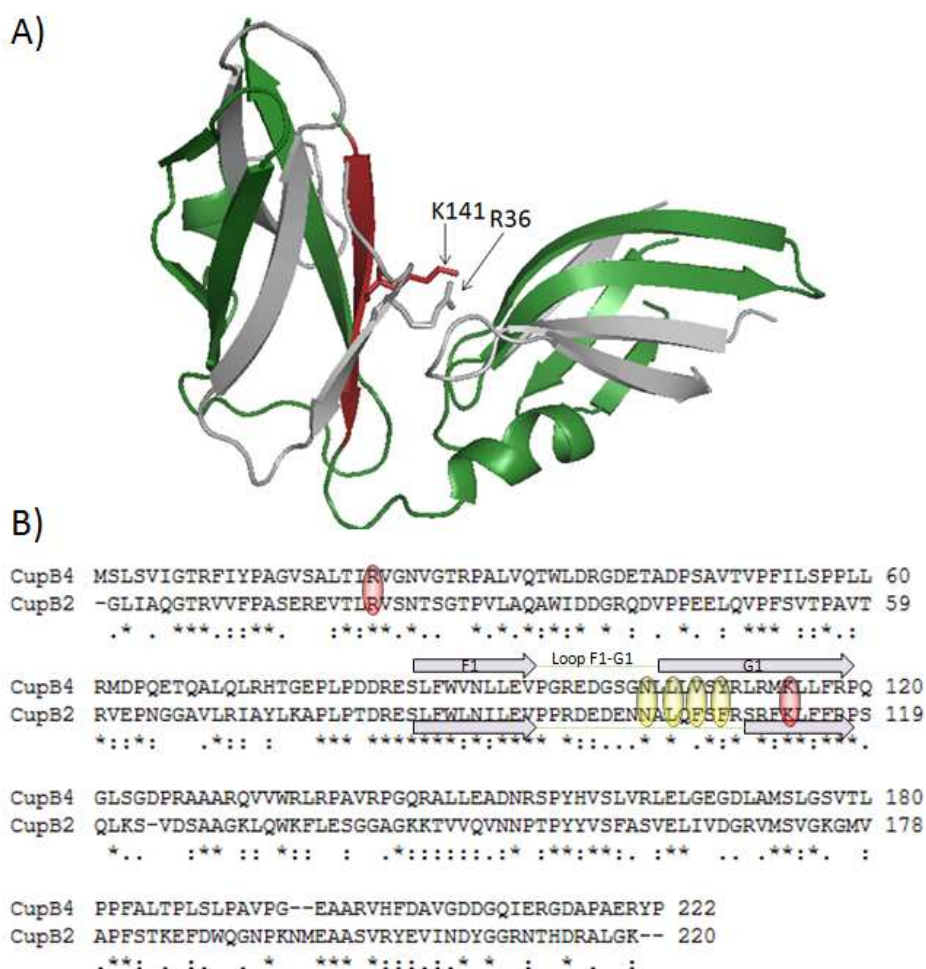 A)
K141 R36
B)
CupB4 MSLSVIGTRFIYPAGVSALTIRVGNVGTRPALVQTWLDRGDETADPSAVTVPFILSPPLL 60
CupB2 -GLIAQGTRVVFPASEREVTLRVSNTSGTPVLAQAWIDDGRQDVPPEELQVPFSVTPAVT 59
.*. . ***.::**. :*:**.*.. *.*.*:*:* * : . *. : *** ::*.:
F1 Loop F1-G1 G1
CupB4 RMDPQETQALQLRHTGEPLPDDRESLFWVNLLEVPGREDGSGNLLLVSYRLRMKLLFRPQ 120
CupB2 RVEPNGGAVLRIAYLKAPLPTDRESLFWLNILEVPPRDEDENNALQFSFRSRFKLFFRPS 119
*::*: .*:: : *** *******:*:**** *:: .* * .*:* *:**:***.
CupB4 GLSGDPRAAARQVVWRLRPAVRPGQRALLEADNRSPYHVSLVRLELGEGDLAMSLGSVTL 180
CupB2 QLKS-VDSAAGKLQWKFLESGGAGKKTVVQVNNPTPYYVSFASVELIVDGRVMSVGKGMV 178
*.. :** :: *:: : .*::::::.:* :**:**:. :** .. .**:*. :
CupB4 PPFALTPLSLPAVPG--EAARVHFDAVGDDGQIERGDAPAERYP 222
CupB2 APFSTKEFDWQGNPKNMEAASVRYEVINDYGGRNTHDRALGK-- 220
.**: . :. . * *** *:::.:.* * : * . :